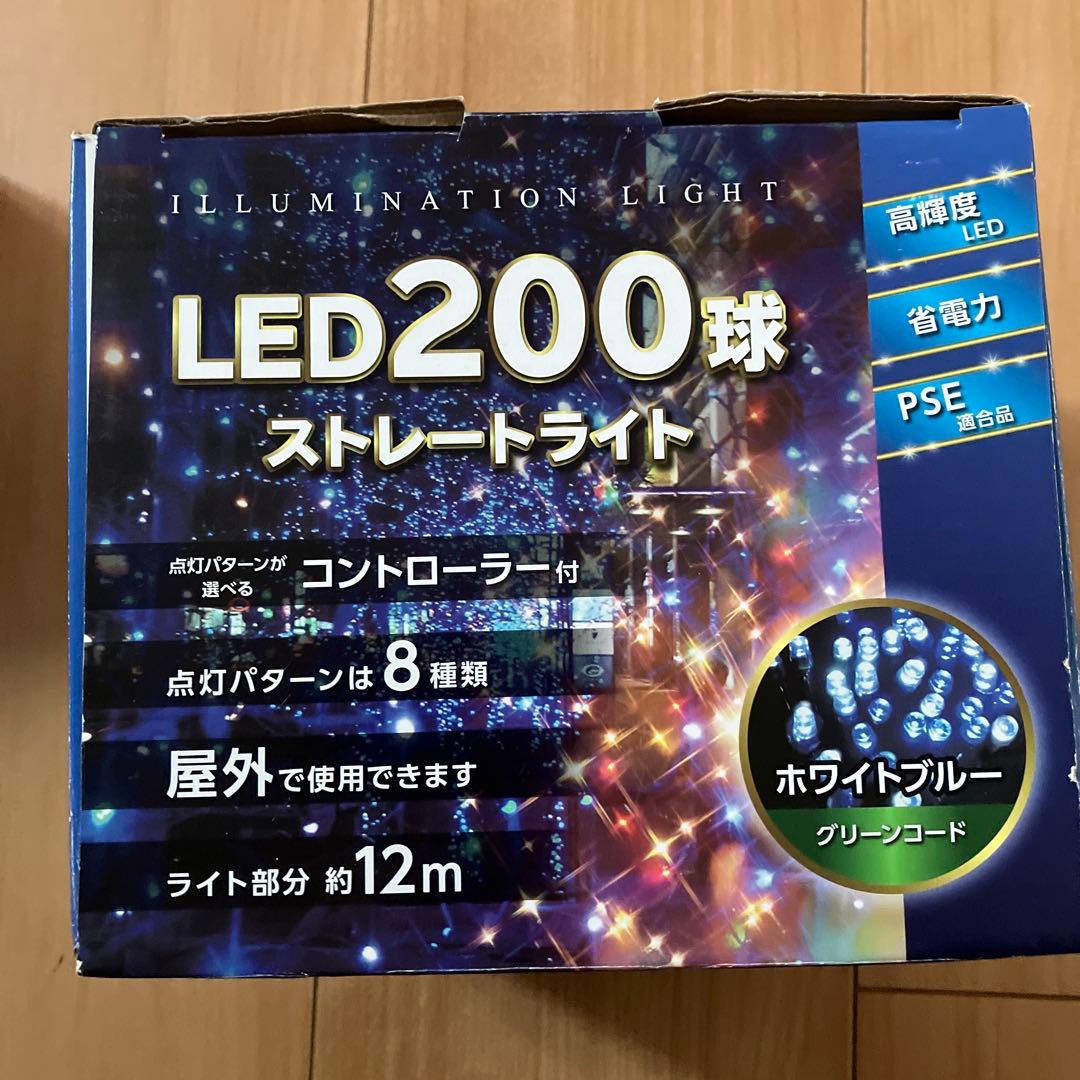 ILLUMINATION LIGHT
LED200球
ストレートライト
高輝度
LED
省電力
PSE
適合品
点灯パターンが
選べる
コントローラー付
点灯パターンは8種類
屋外で使用できます
ライト部分 約12m
ホワイトブルー
グリーンコード